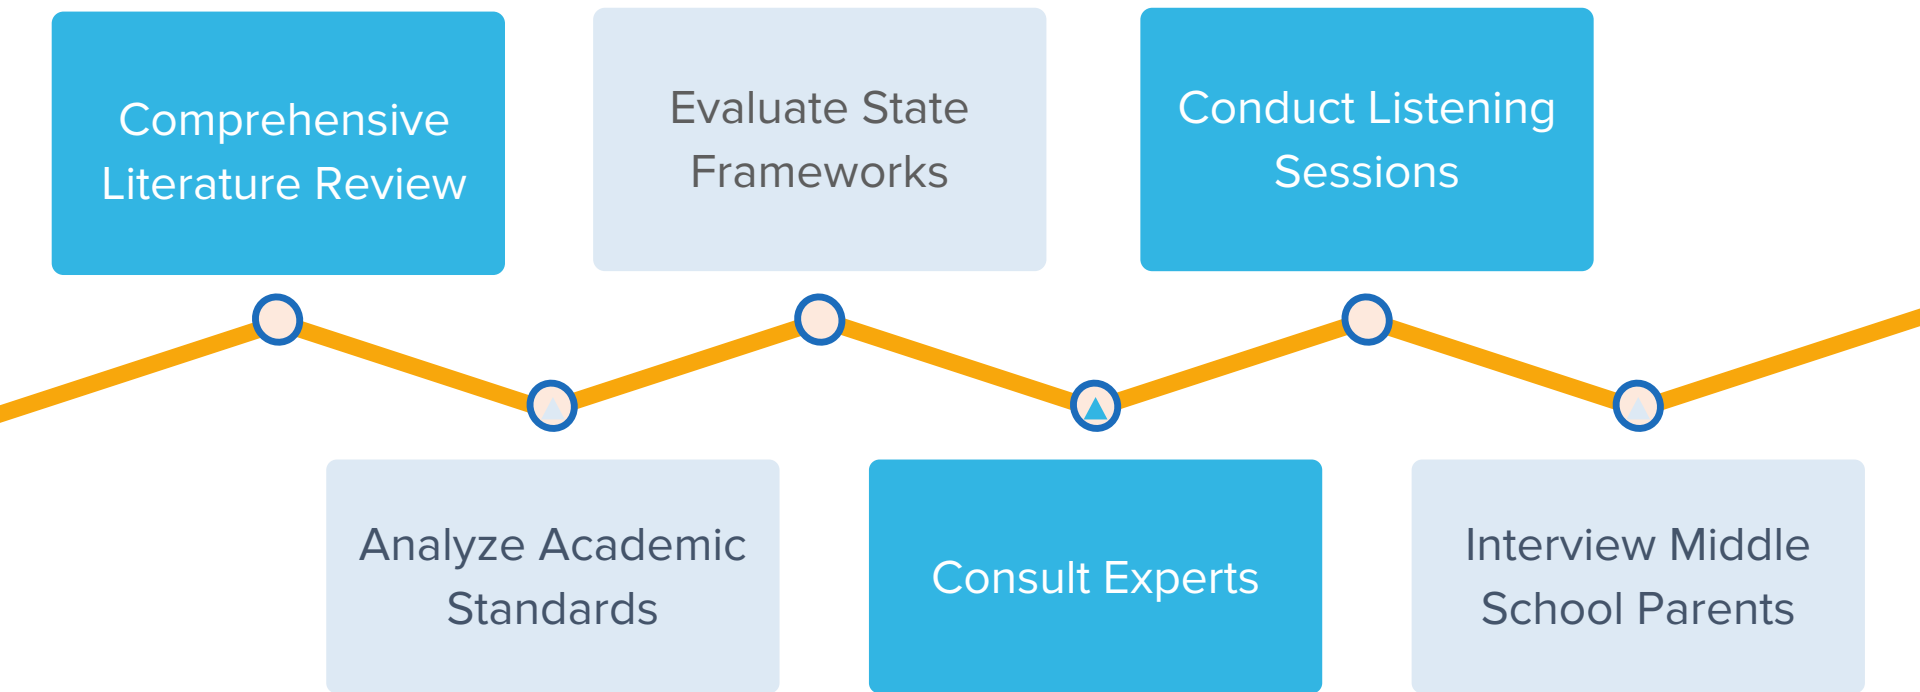 Comprehensive
Literature Review
Analyze Academic
Standards
Evaluate State
Frameworks
Consult Experts
Conduct Listening
Sessions
Interview Middle
School Parents